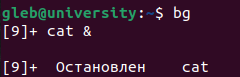 gleb@university:~$ bg
[9]+ cat &
[9]+  Остановлен    cat